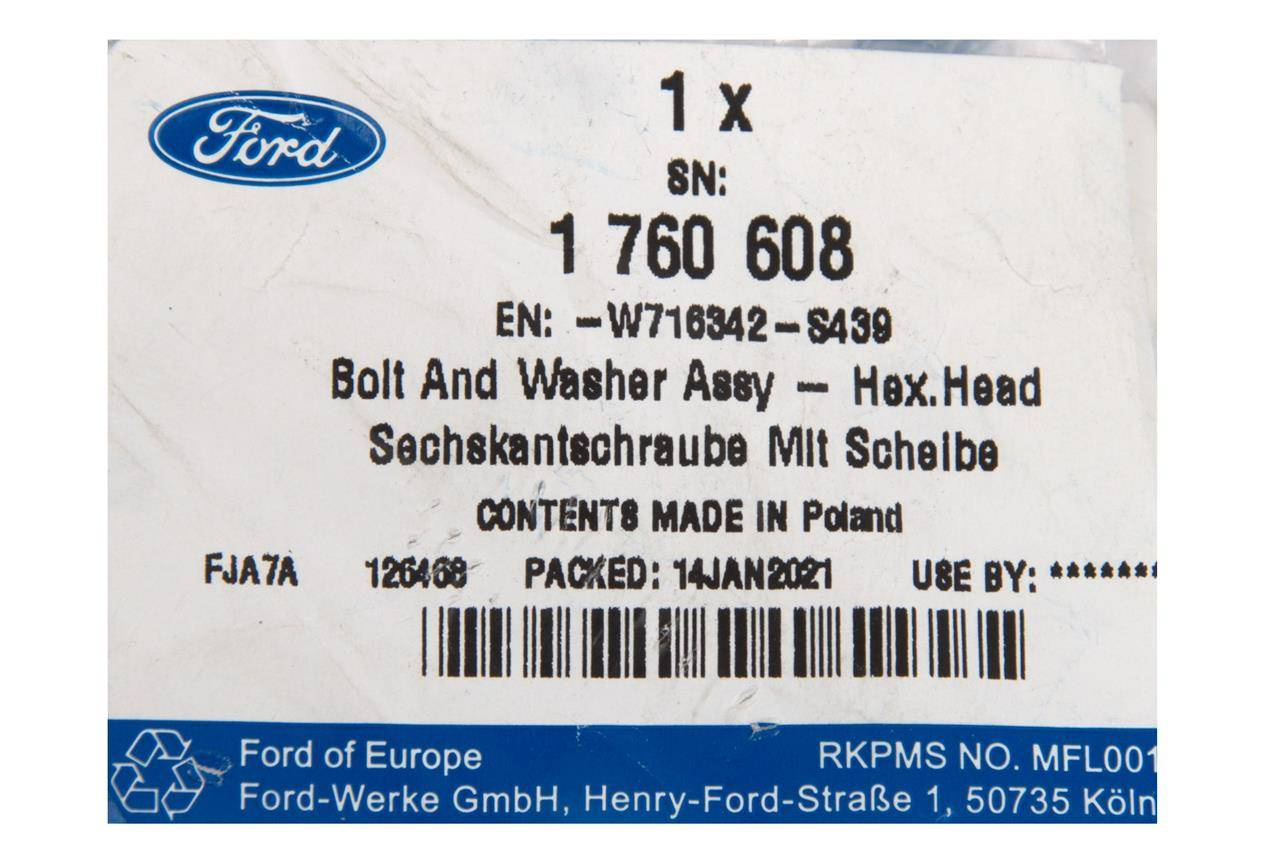 Ford
1 x
SN:
1 760 608
EN: -W716342-S439
Bolt And Washer Assy - Hex.Head
Sechskantschraube Mit Scheibe
CONTENTS MADE IN Poland
FJA7A 126468 PACKED: 14JAN2021 USE BY: *******
Ford of Europe RKPMS NO. MFL001
Ford-Werke GmbH, Henry-Ford-Straße 1, 50735 Köln